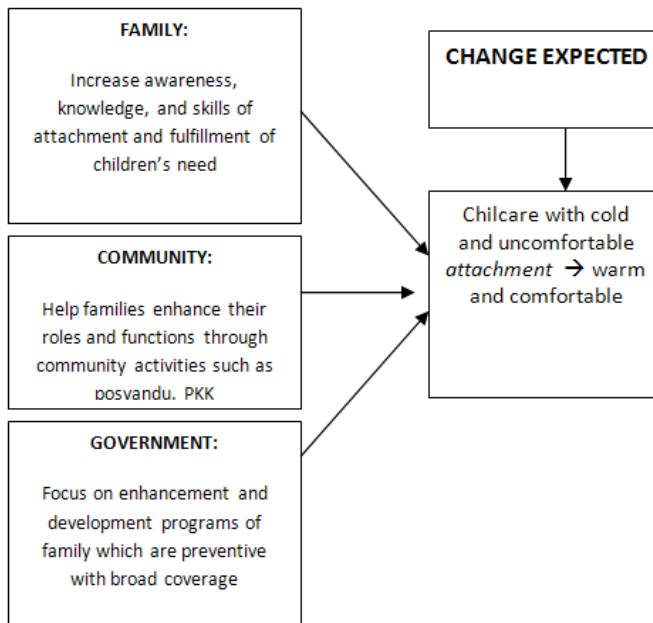 FAMILY:
Increase awareness,
knowledge, and skills of
attachment and fulfillment of
children's need
COMMUNITY:
Help families enhance their
roles and functions through
community activities such as
posyandu, PKK
GOVERNMENT:
Focus on enhancement and
development programs of
family which are preventive
with broad coverage
CHANGE EXPECTED
Chilcare with cold
and uncomfortable
attachment → warm
and comfortable